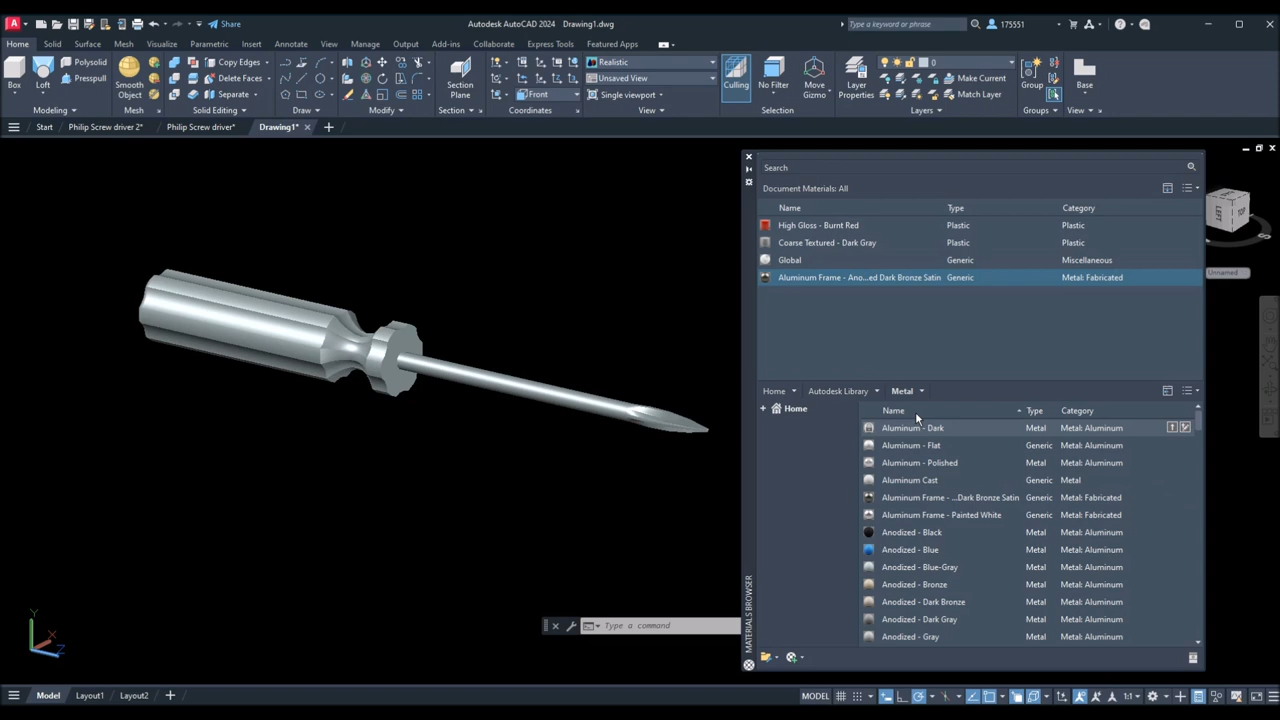 Share
Autodesk AutoCAD 2024 Drawing1.dwg
Type a keyword or phrase
175551
Home Solid Surface Mesh Visualize Parametric Insert Annotate View Manage Output Add-ins Collaborate Express Tools Featured Apps
Polysolid
Presspull
Box
Loft
Smooth
Object
Copy Edges
Delete Faces
Separate
Section
Plane
Front
Realistic
Unsaved View
Single viewport
Culling
No Filter
Move
Gizmo
Layer
Properties
0
Make Current
Match Layer
Group
Base
Modeling Mesh Solid Editing Draw Modify Section Coordinates View Selection Layers Groups View
Start Philip Screw driver 2* Philip Screw driver* Drawing1*
Search
Document Materials: All
Name Type Category
High Gloss - Burnt Red Plastic Plastic
Coarse Textured - Dark Gray Plastic Plastic
Global Generic Miscellaneous
Aluminum Frame - Ano...ed Dark Bronze Satin Generic Metal: Fabricated
LEFT
Unnamed
Home Autodesk Library Metal
Home
Name Type Category
Aluminum - Dark Metal Metal: Aluminum
Aluminum - Flat Generic Metal: Aluminum
Aluminum - Polished Metal Metal: Aluminum
Aluminum Cast Generic Metal
Aluminum Frame - ...Dark Bronze Satin Generic Metal: Fabricated
Aluminum Frame - Painted White Generic Metal: Fabricated
Anodized - Black Metal Metal: Aluminum
Anodized - Blue Metal Metal: Aluminum
Anodized - Blue-Gray Metal Metal: Aluminum
Anodized - Bronze Metal Metal: Aluminum
Anodized - Dark Bronze Metal Metal: Aluminum
Anodized - Dark Gray Metal Metal: Aluminum
Anodized - Gray Metal Metal: Aluminum
MATERIALS BROWSER
Type a command
Y
X
Z
Model Layout1 Layout2
MODEL
1:1